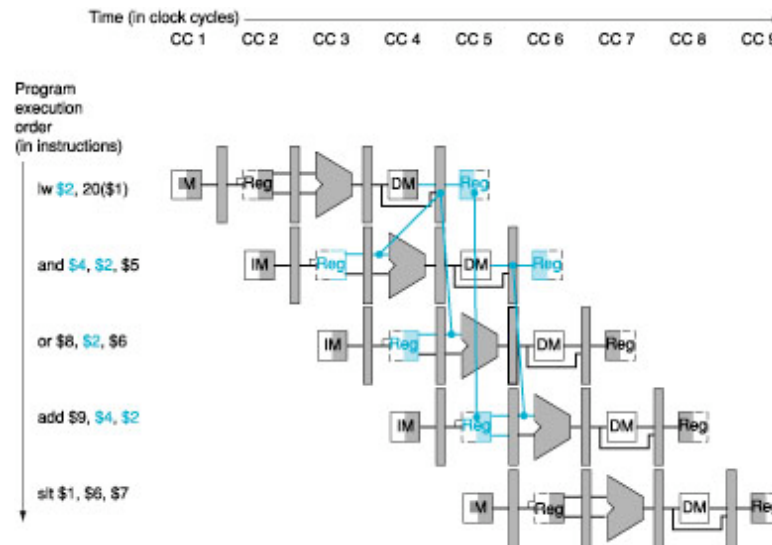 Time (in clock cycles)
CC 1 CC 2 CC 3 CC 4 CC 5 CC 6 CC 7 CC 8 CC 9
Program
execution
order
(in instructions)
lw $2, 20($1)
IM Reg DM Reg
and $4, $2, $5
IM Reg DM Reg
or $8, $2, $6
IM Reg DM Reg
add $9, $4, $2
IM Reg DM Reg
slt $1, $6, $7
IM Reg DM Reg